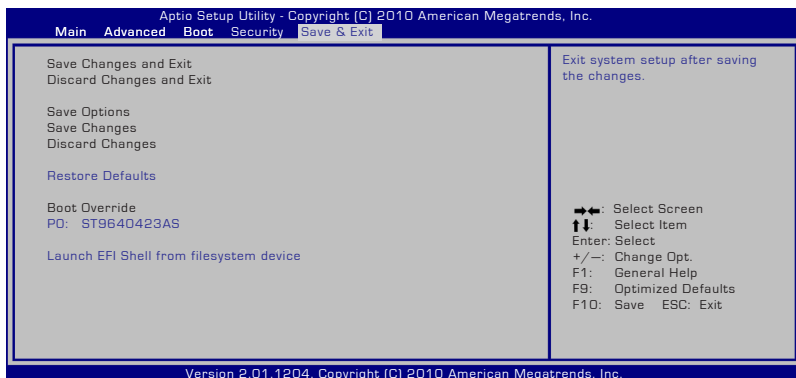 Aptio Setup Utility - Copyright (C) 2010 American Megatrends, Inc.
Main Advanced Boot Security Save & Exit
Save Changes and Exit
Discard Changes and Exit
Save Options
Save Changes
Discard Changes
Restore Defaults
Boot Override
P0: ST9640423AS
Launch EFI Shell from filesystem device
Exit system setup after saving
the changes.
→←: Select Screen
↑↓: Select Item
Enter: Select
+/—: Change Opt.
F1: General Help
F9: Optimized Defaults
F10: Save ESC: Exit
Version 2.01.1204. Copyright (C) 2010 American Megatrends, Inc.